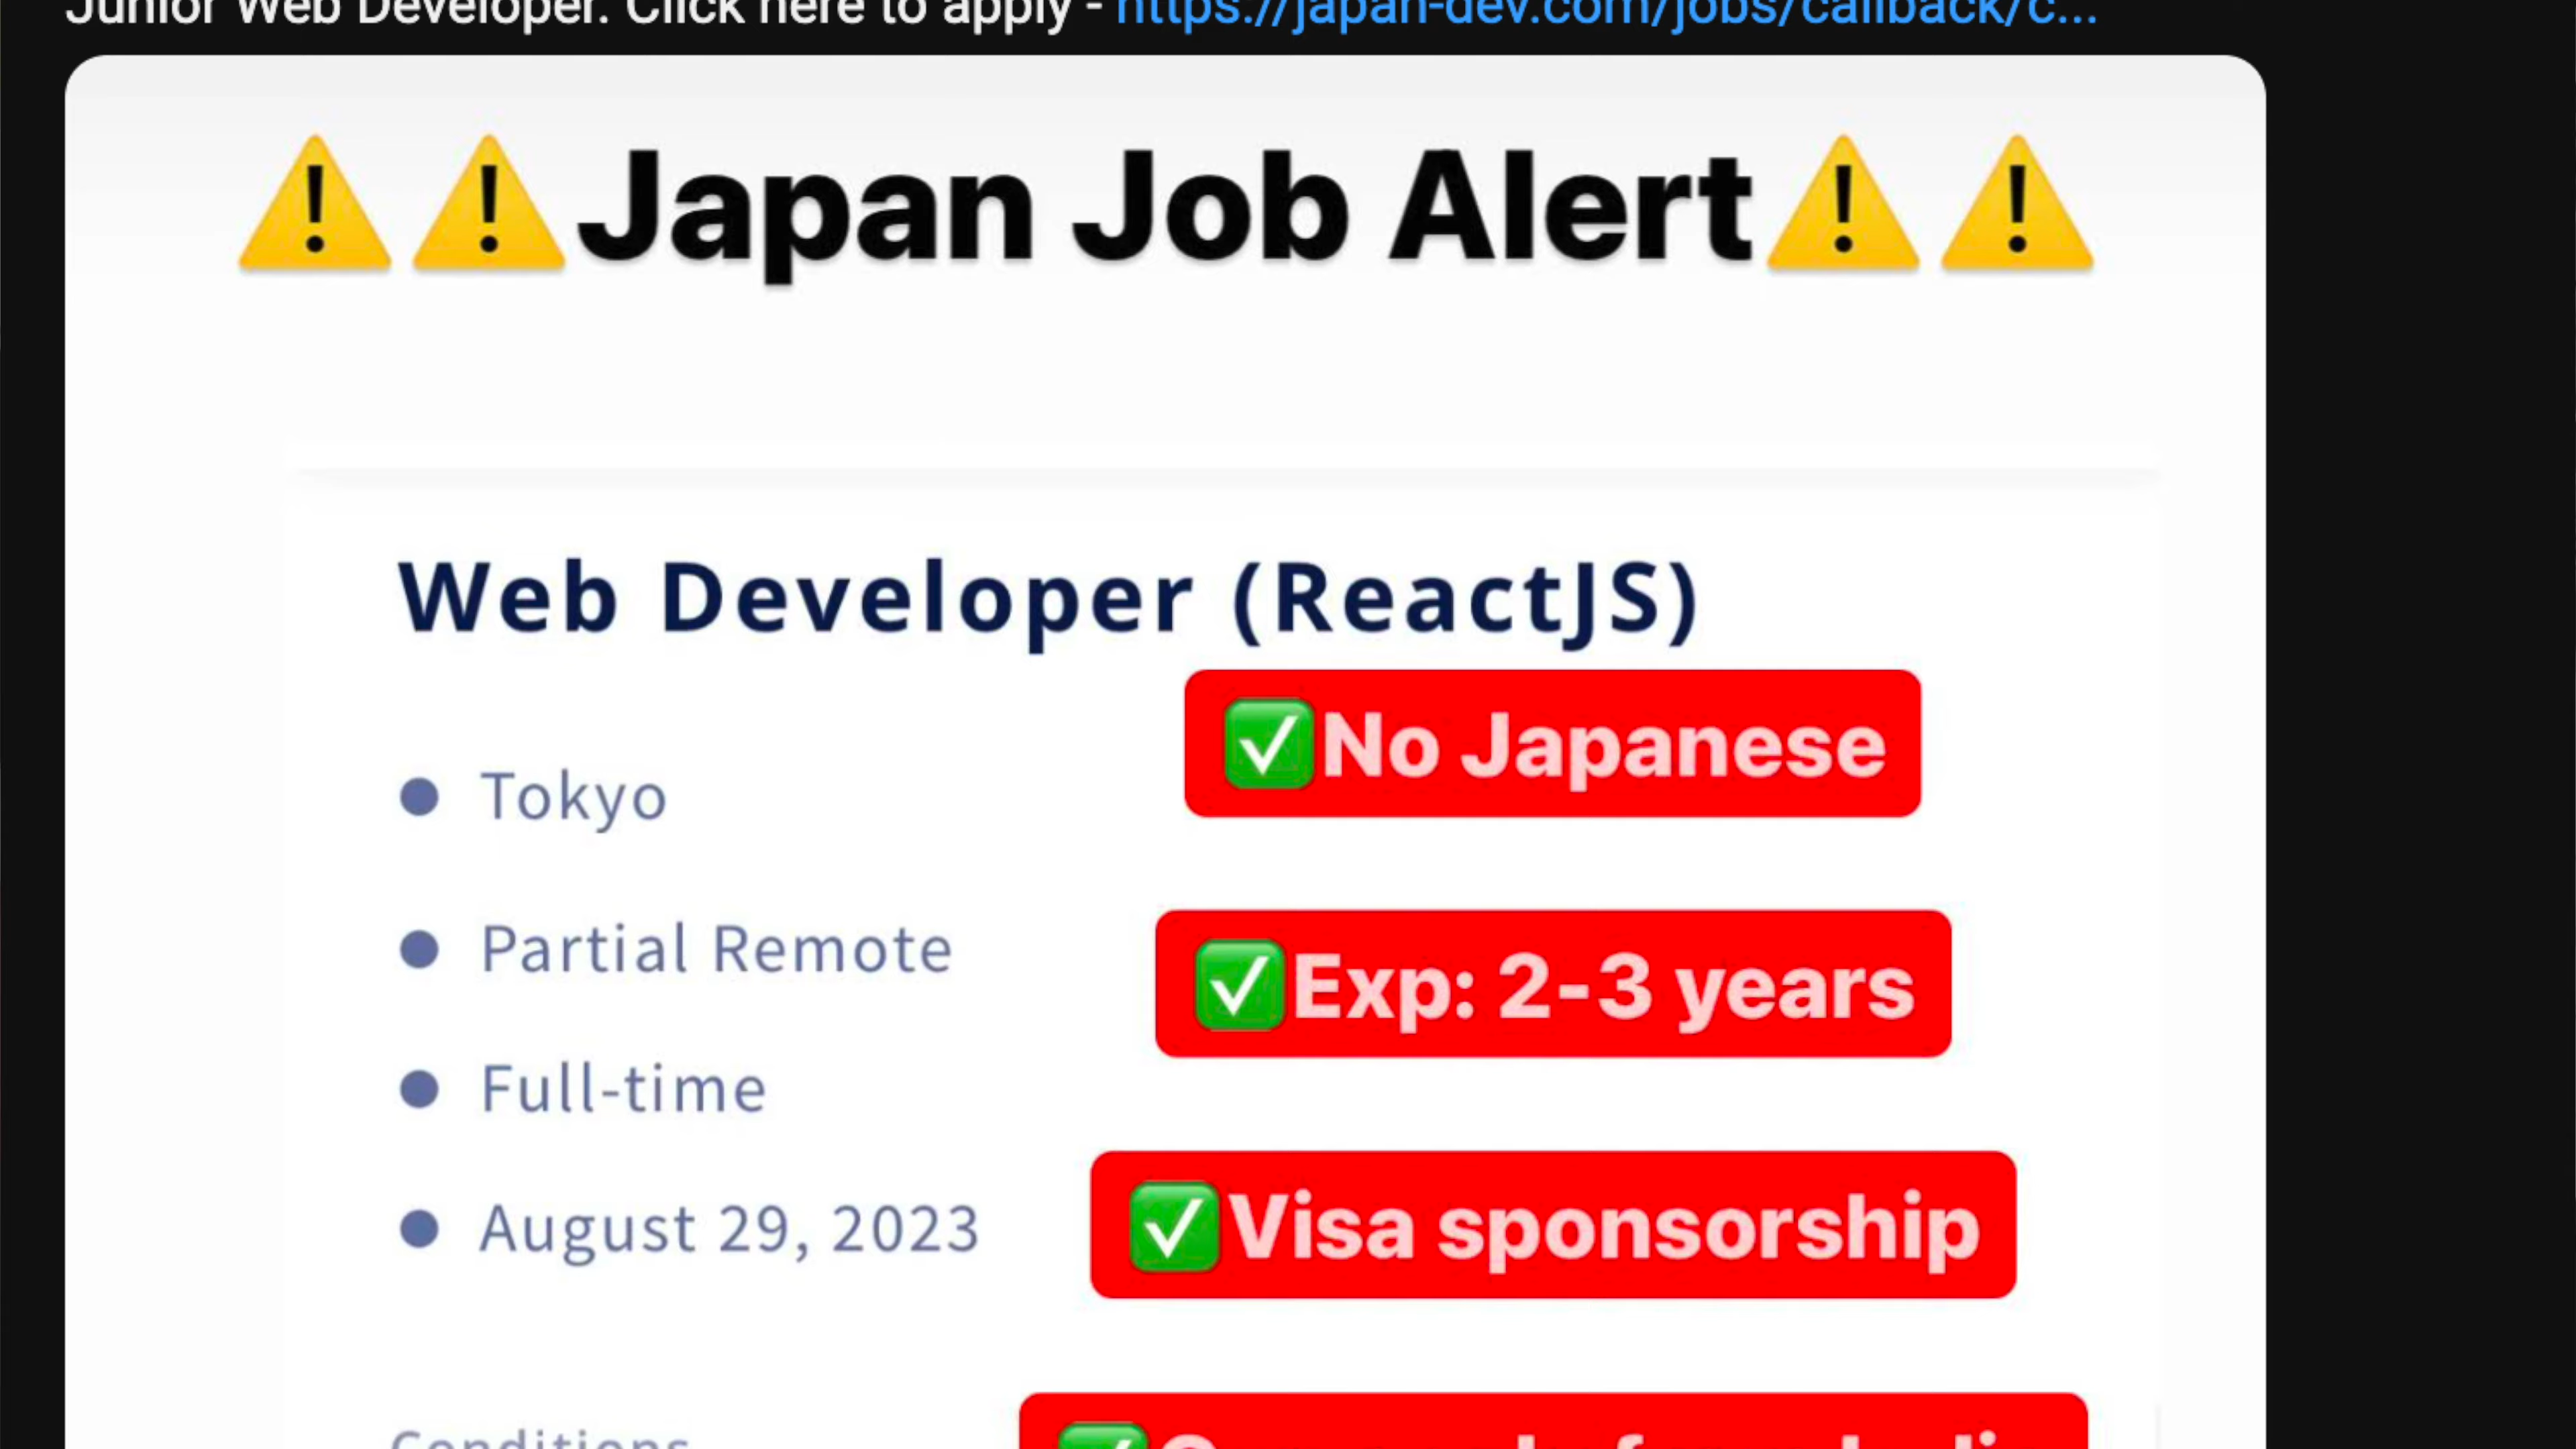 Junior Web Developer. Click here to apply - https://japan-dev.com/jobs/callback/c...
⚠️⚠️Japan Job Alert⚠️⚠️
Web Developer (ReactJS)
✅No Japanese
Tokyo
Partial Remote
✅Exp: 2-3 years
Full-time
August 29, 2023
✅Visa sponsorship
Conditions